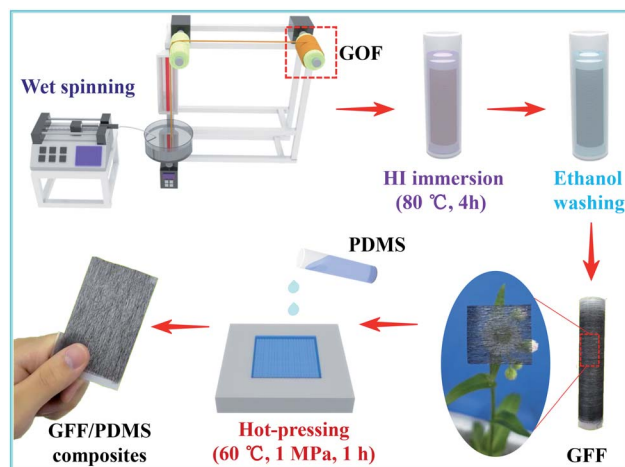 GOF
Wet spinning
HI immersion
(80 ℃, 4h)
Ethanol
washing
PDMS
GFF/PDMS
composites
Hot-pressing
(60 ℃, 1 MPa, 1 h)
GFF